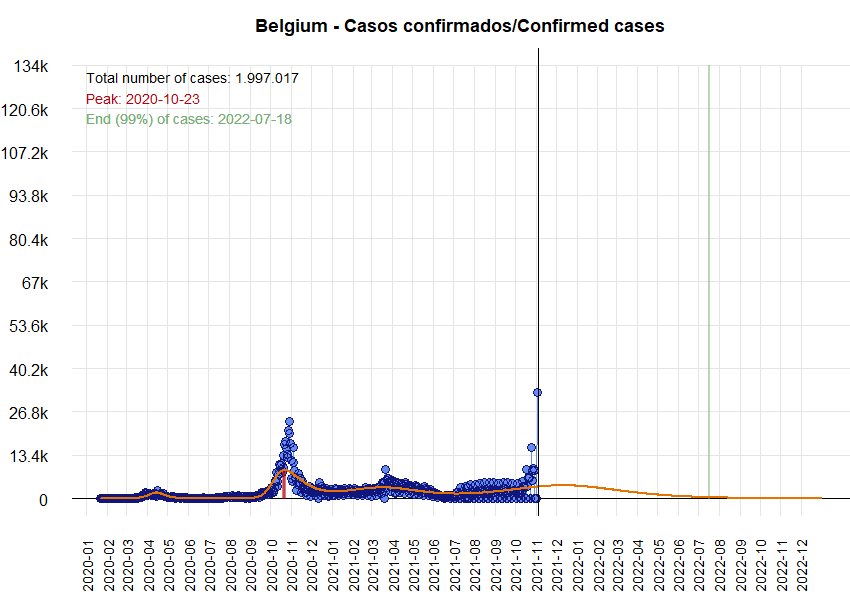 Belgium - Casos confirmados/Confirmed cases
134k
120.6k
107.2k
93.8k
80.4k
67k
53.6k
40.2k
26.8k
13.4k
0
Total number of cases: 1.997.017
Peak: 2020-10-23
End (99%) of cases: 2022-07-18
2020-01
2020-02
2020-03
2020-04
2020-05
2020-06
2020-07
2020-08
2020-09
2020-10
2020-11
2020-12
2021-01
2021-02
2021-03
2021-04
2021-05
2021-06
2021-07
2021-08
2021-09
2021-10
2021-11
2021-12
2022-01
2022-02
2022-03
2022-04
2022-05
2022-06
2022-07
2022-08
2022-09
2022-10
2022-11
2022-12